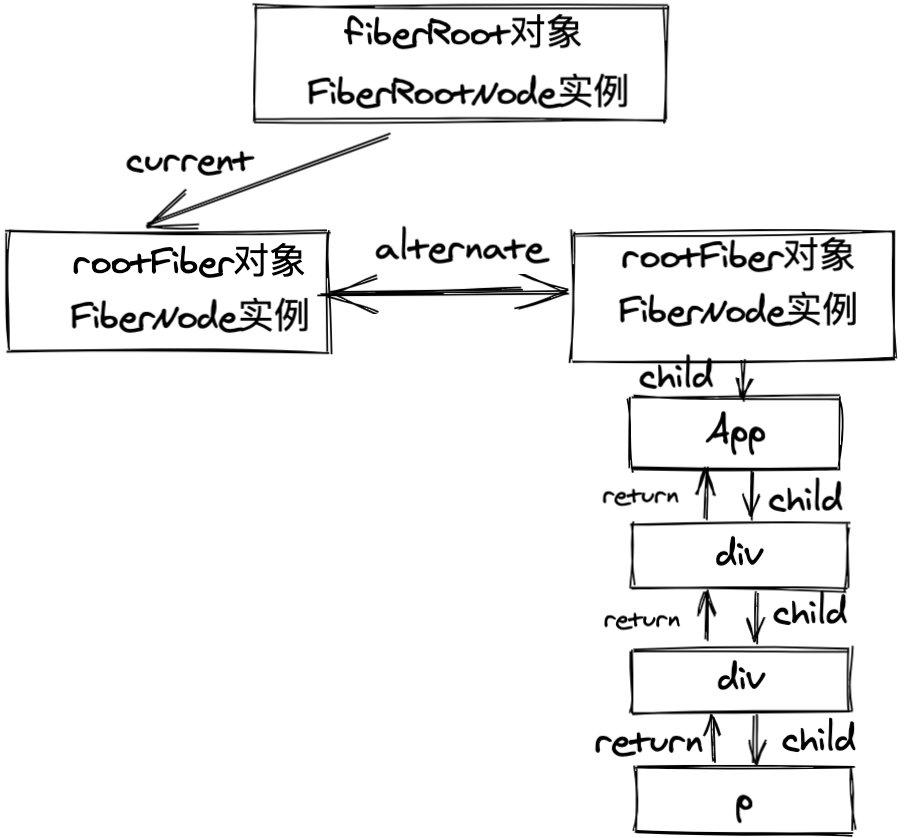 fiberRoot对象
FiberRootNode实例
current
rootFiber对象
FiberNode实例
alternate
rootFiber对象
FiberNode实例
child
App
return
child
div
return
child
div
return
child
p